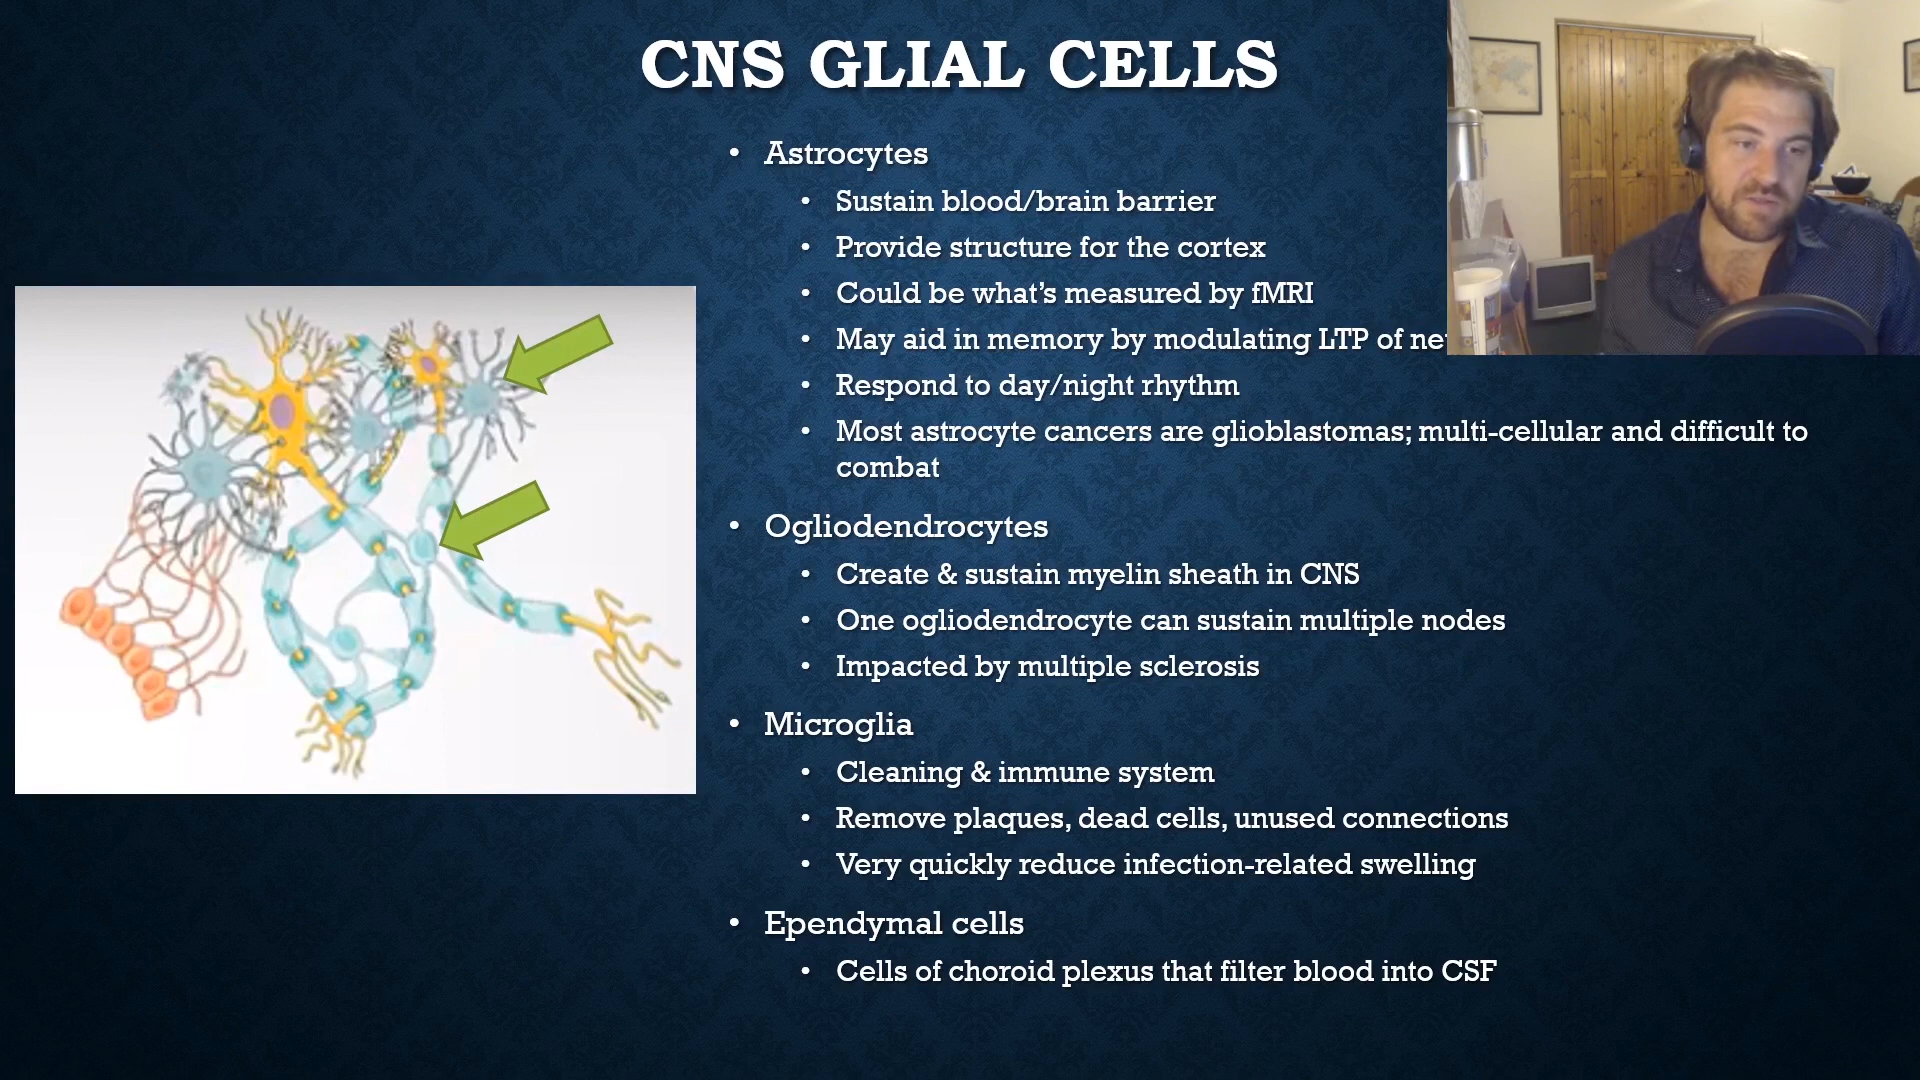 CNS GLIAL CELLS
• Astrocytes
• Sustain blood/brain barrier
• Provide structure for the cortex
• Could be what's measured by fMRI
• May aid in memory by modulating LTP of
• Respond to day/night rhythm
• Most astrocyte cancers are glioblastomas; multi-cellular and difficult to
combat
• Ogliodendrocytes
• Create & sustain myelin sheath in CNS
• One ogliodendrocyte can sustain multiple nodes
• Impacted by multiple sclerosis
• Microglia
• Cleaning & immune system
• Remove plaques, dead cells, unused connections
• Very quickly reduce infection-related swelling
• Ependymal cells
• Cells of choroid plexus that filter blood into CSF